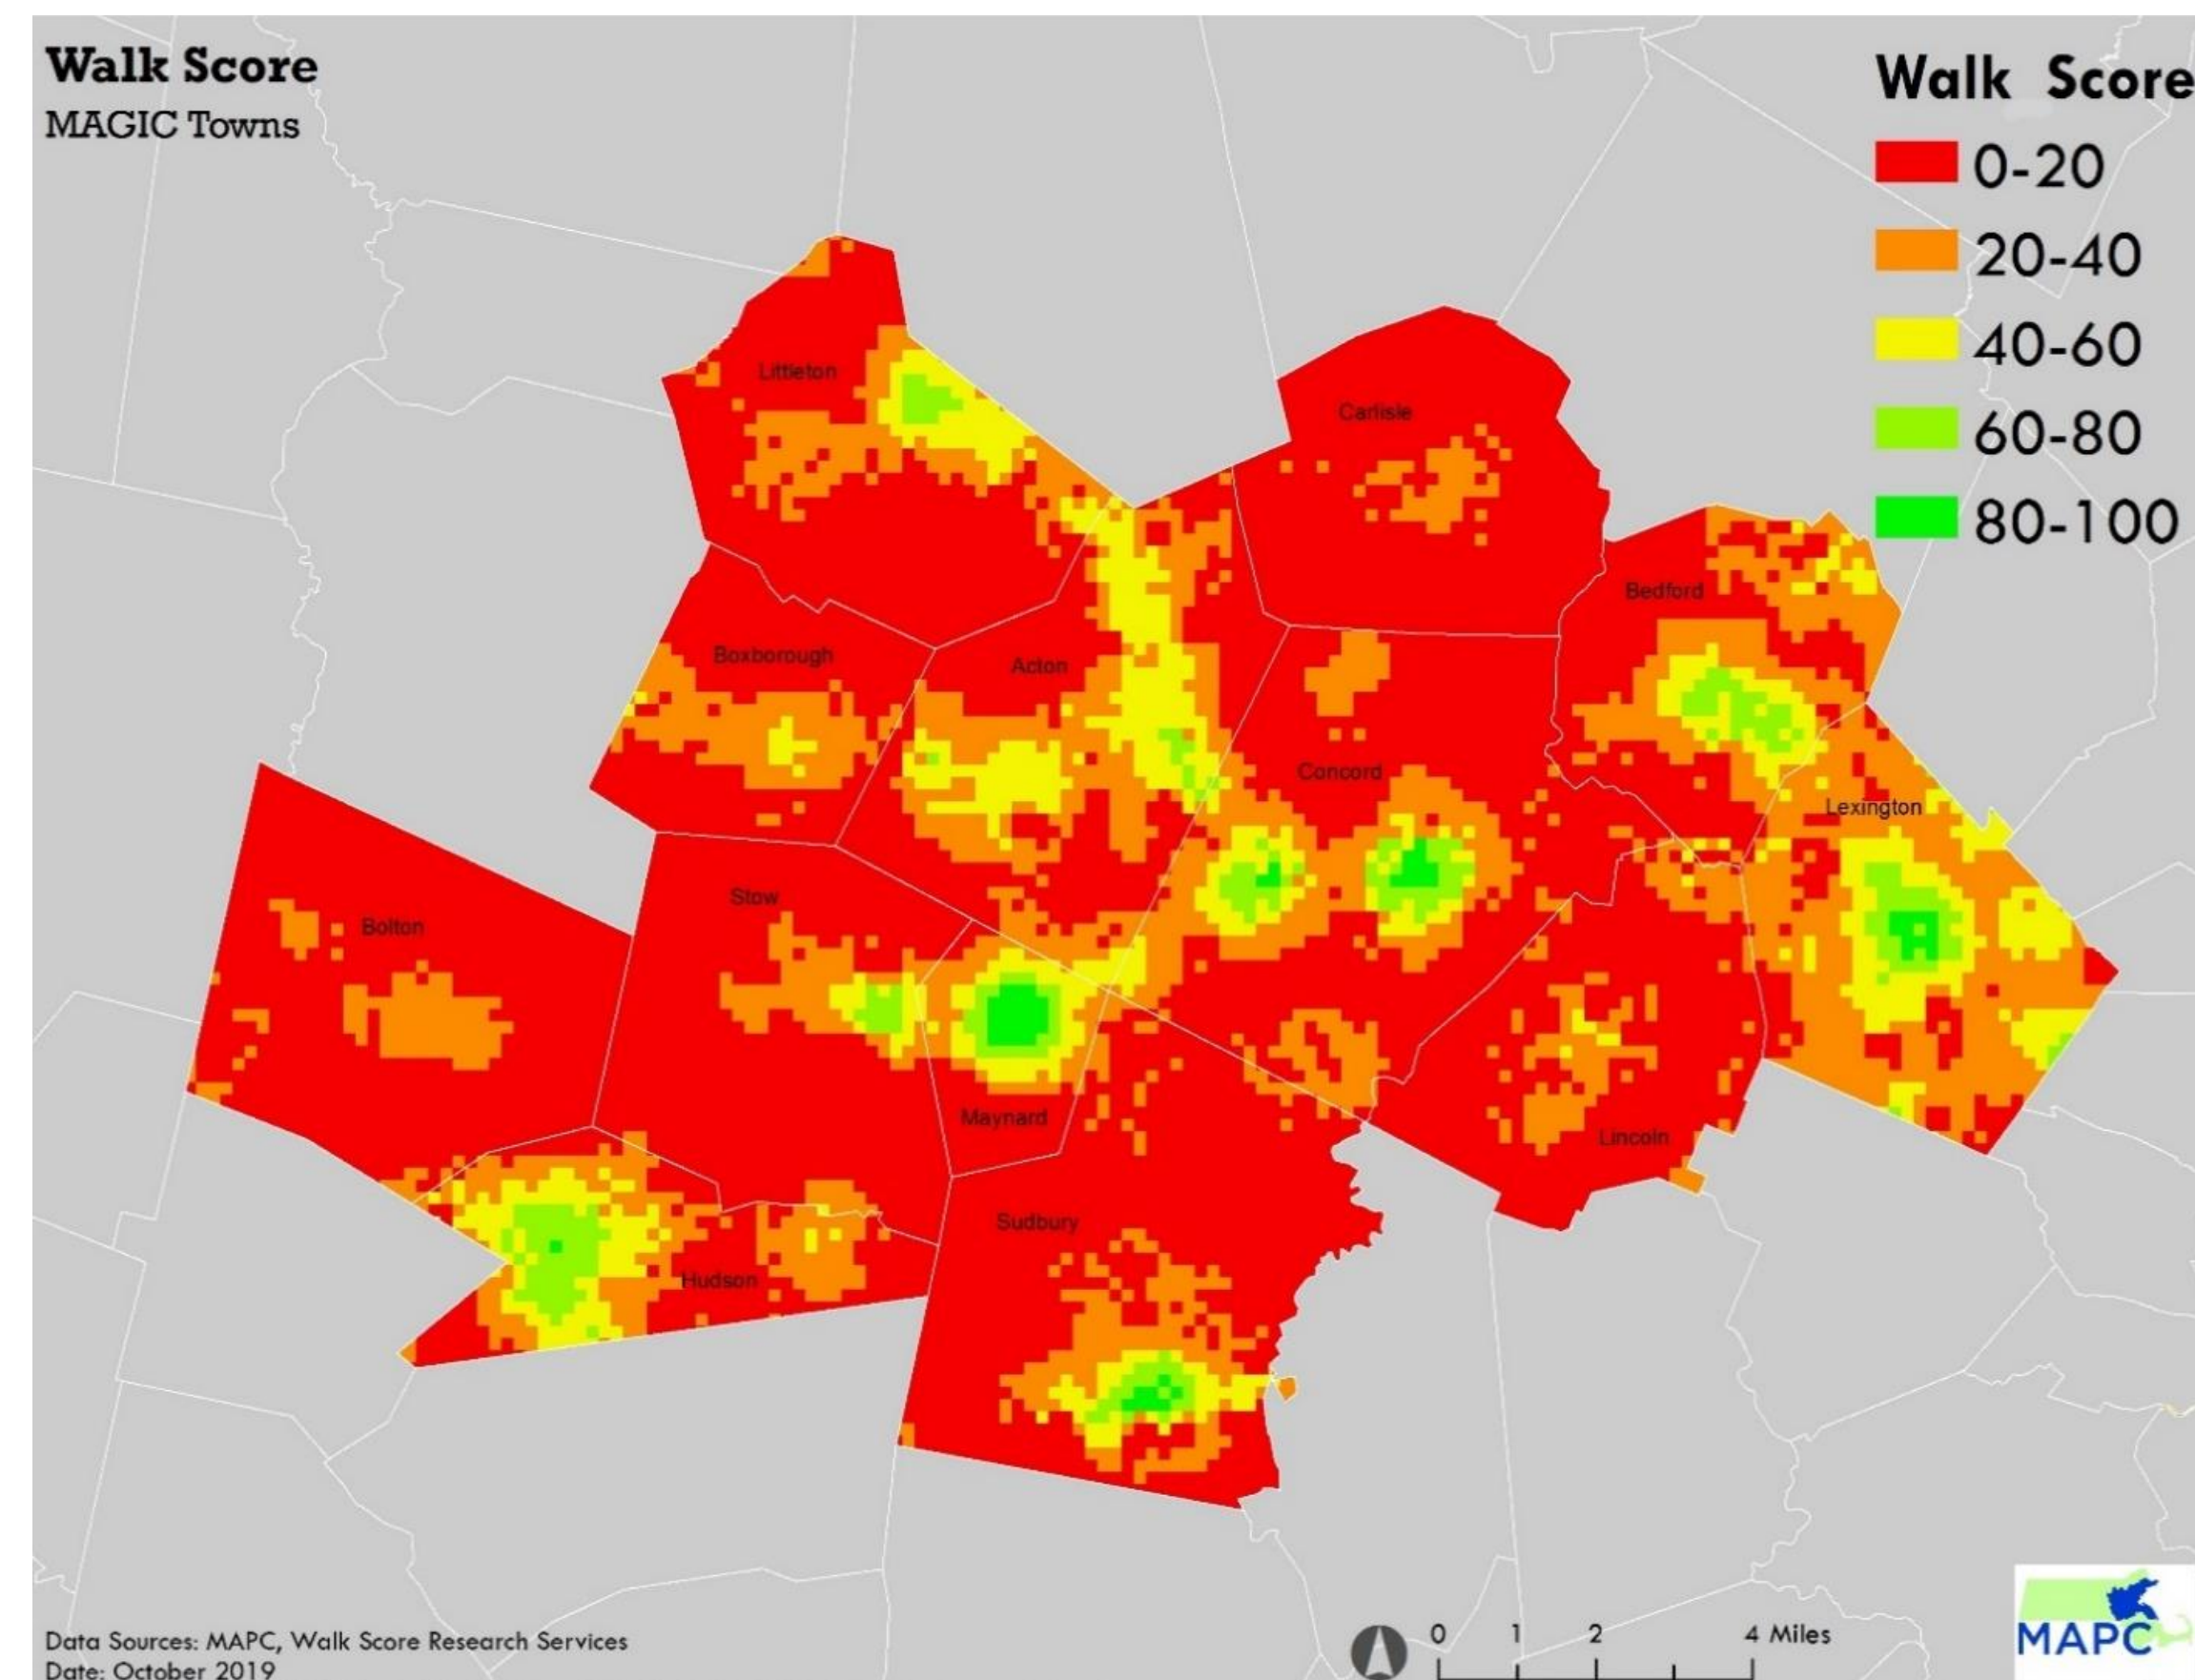 Walk Score
MAGIC Towns
Walk Score
0-20
20-40
40-60
60-80
80-100
Littleton
Carlisle
Bedford
Boxborough
Acton
Concord
Lexington
Stow
Bolton
Maynard
Lincoln
Sudbury
Hudson
Data Sources: MAPC, Walk Score Research Services
Date: October 2019
0 1 2 4 Miles
MAPC